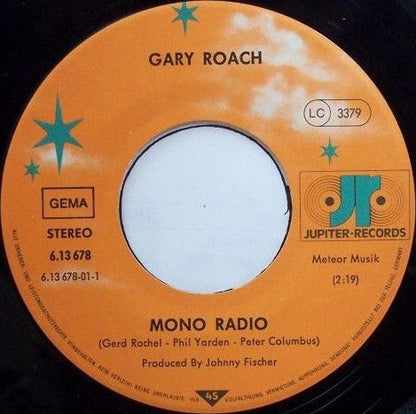 GARY ROACH
LC 3379
GEMA
STEREO
6.13 678
6.13 678-01-1
jr
JUPITER-RECORDS
Meteor Musik
(2:19)
MONO RADIO
(Gerd Rochel - Phil Yarden - Peter Columbus)
Produced By Johnny Fischer
45